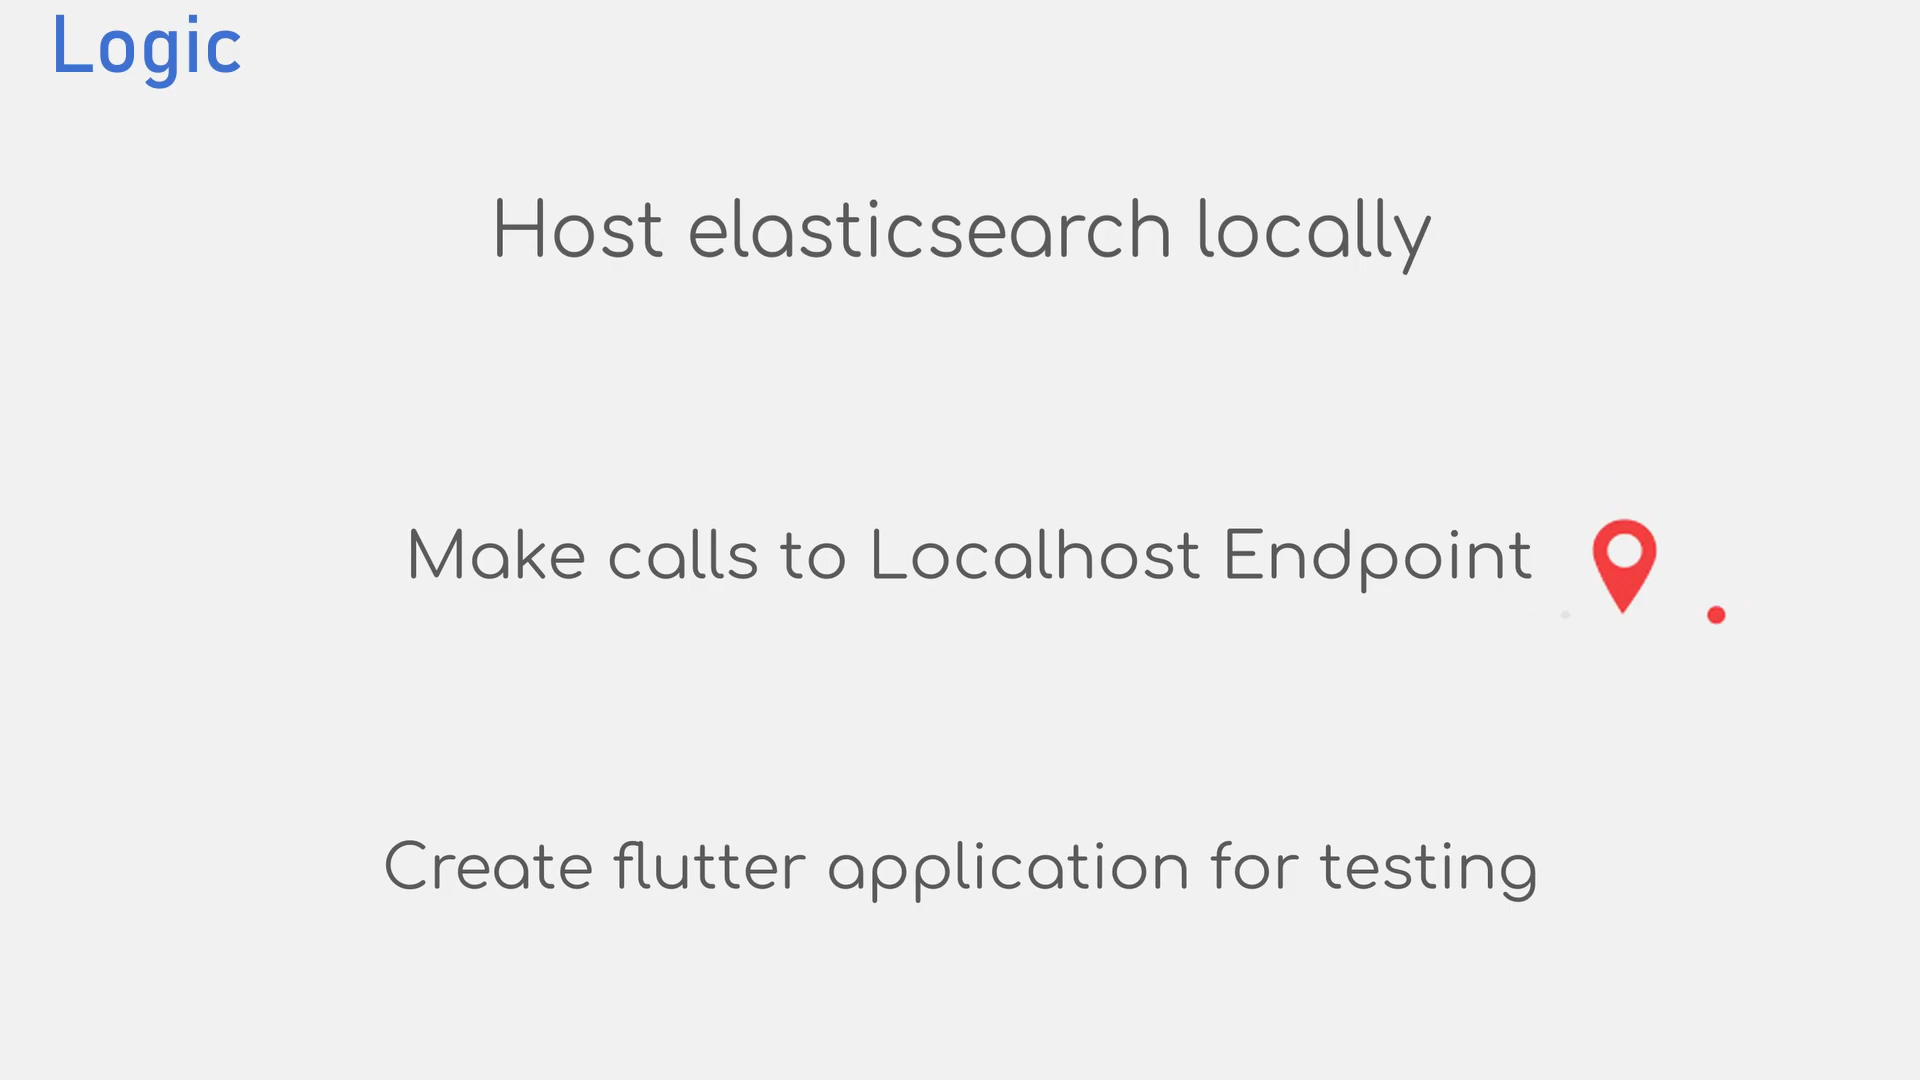 Logic
Host elasticsearch locally
Make calls to Localhost Endpoint
Create flutter application for testing